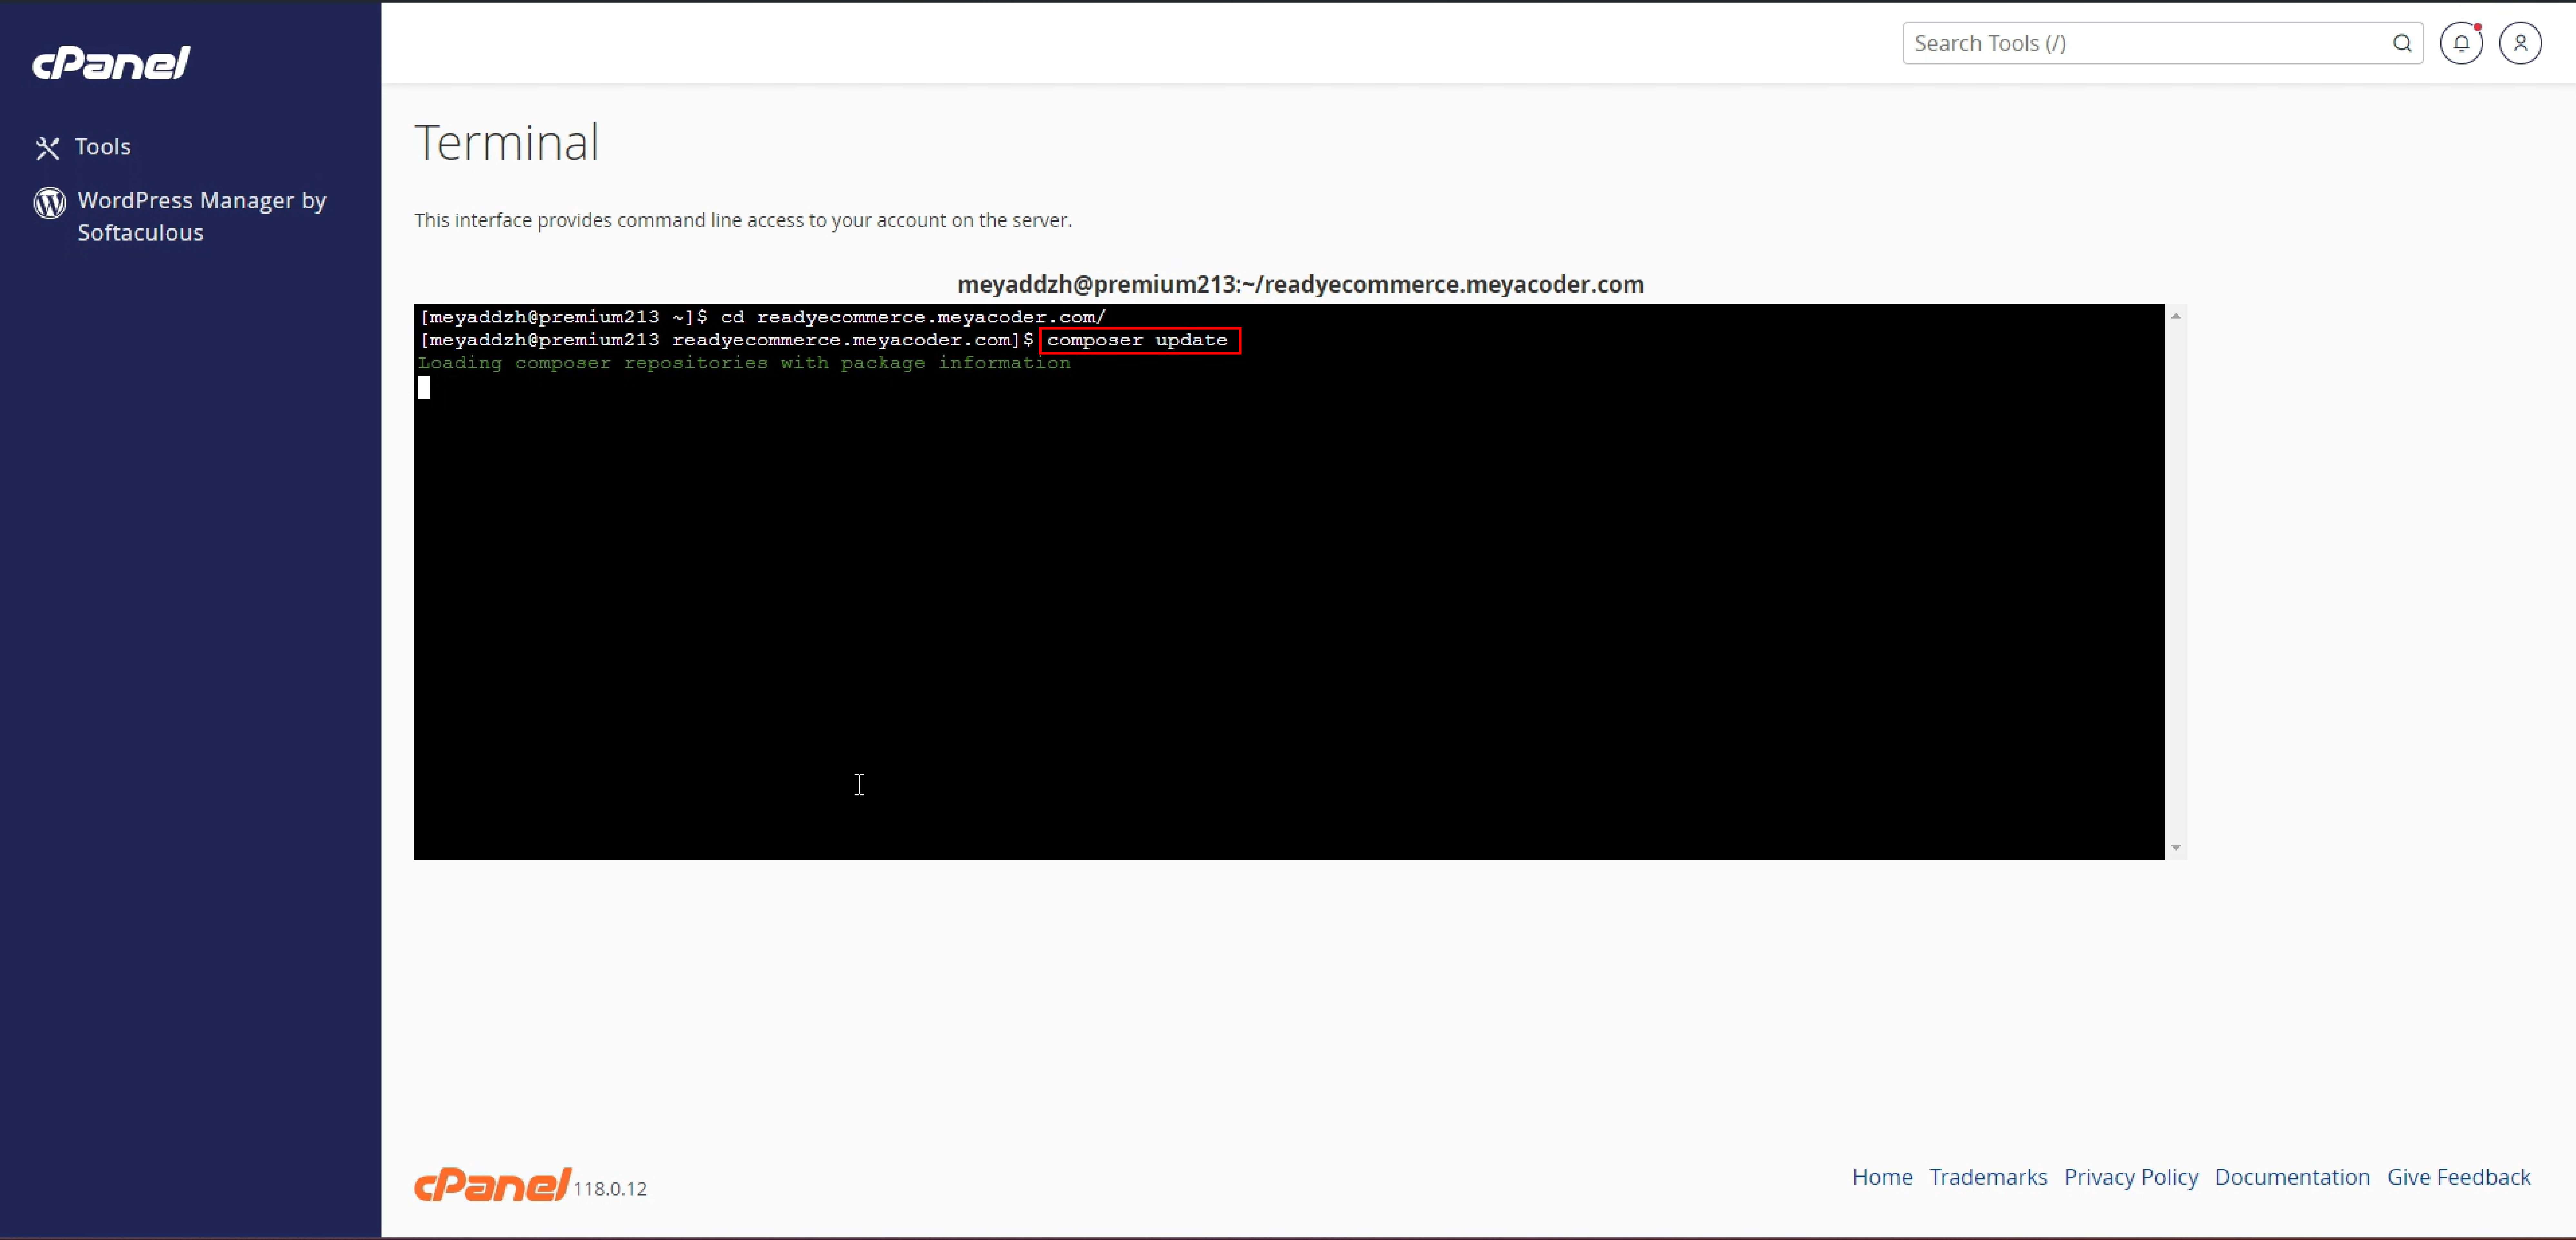 cPanel
Search Tools (/)
Tools
WordPress Manager by
Softaculous
Terminal
This interface provides command line access to your account on the server.
meyaddzh@premium213:~/readyecommerce.meyacoder.com
[meyaddzh@premium213 ~]$ cd readyecommerce.meyacoder.com/
[meyaddzh@premium213 readyecommerce.meyacoder.com]$ composer update
Loading composer repositories with package information
cPanel 118.0.12
Home Trademarks Privacy Policy Documentation Give Feedback